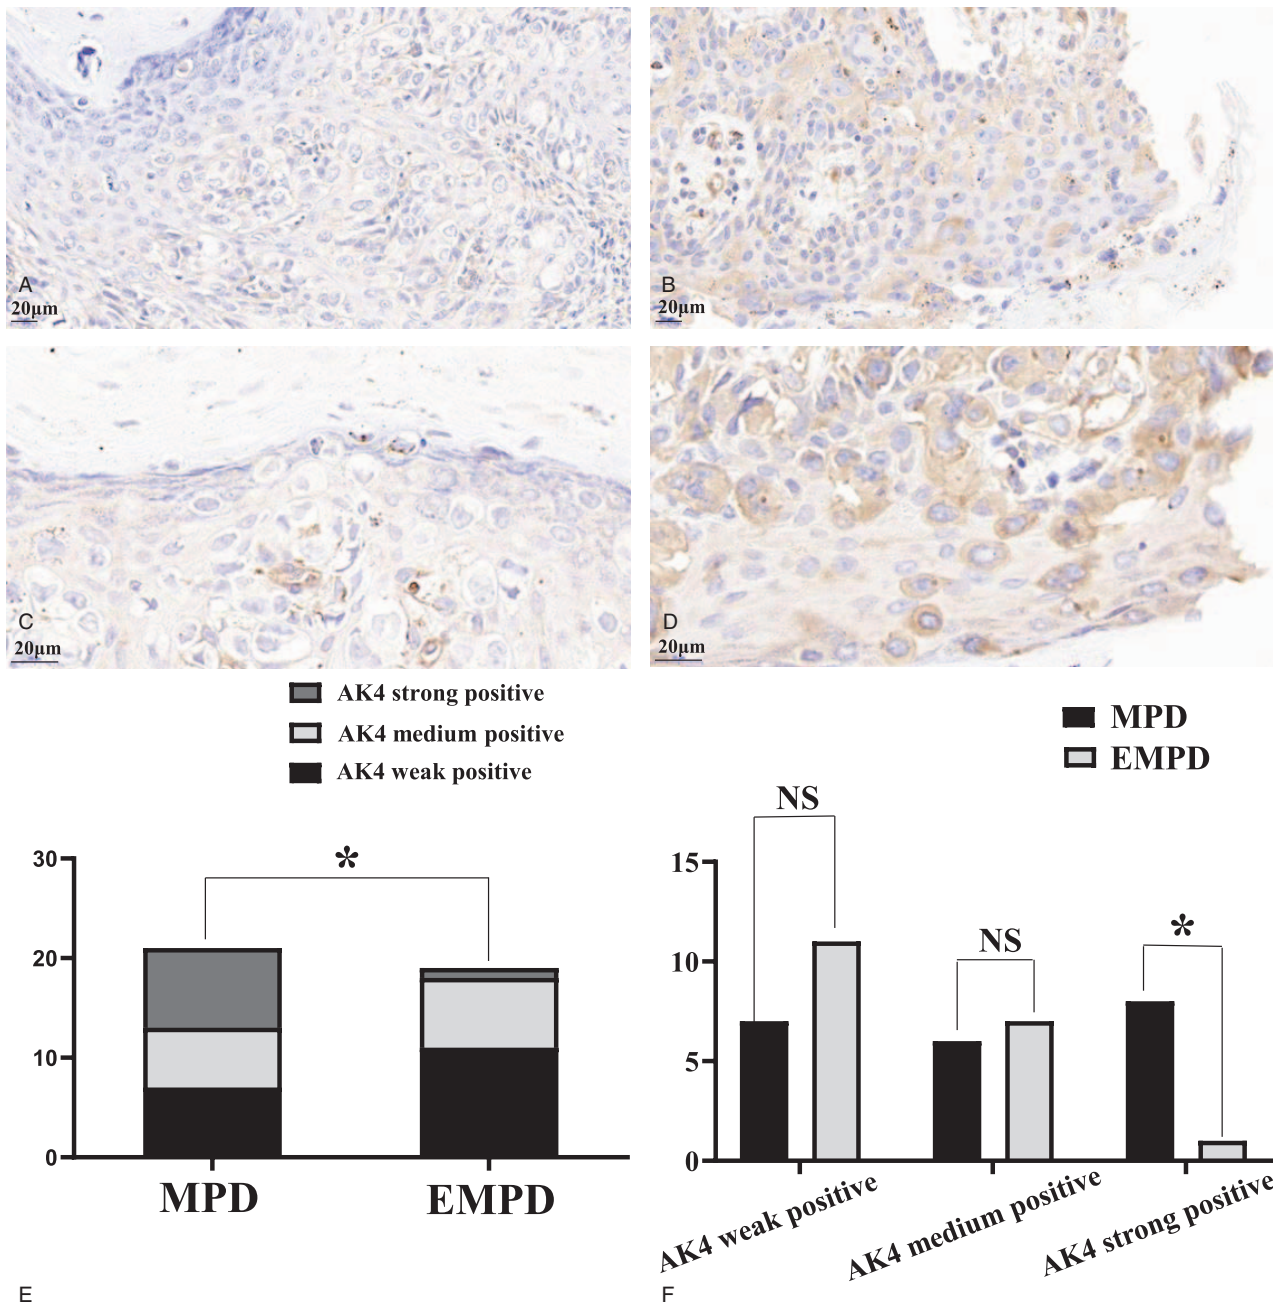 A
20μm
B
20μm
C
20μm
D
20μm
AK4 strong positive
AK4 medium positive
AK4 weak positive
*
30
20
10
0
MPD
EMPD
E
MPD
EMPD
NS
NS
*
15
10
5
0
AK4 weak positive
AK4 medium positive
AK4 strong positive
F